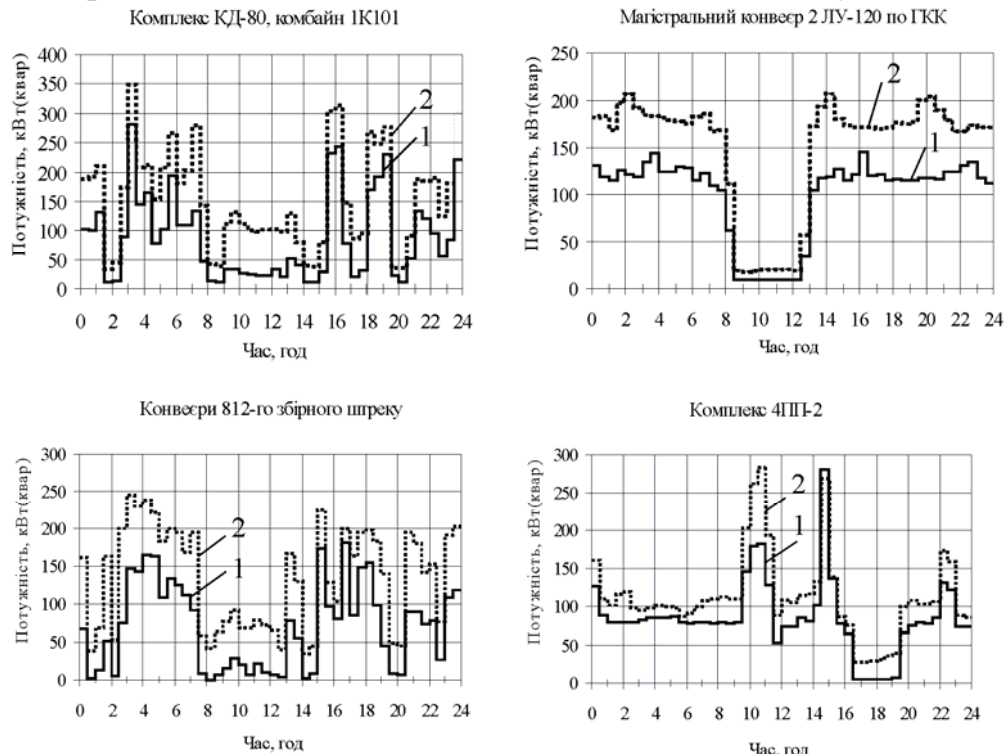 Комплекс КД-80, комбайн 1К101
Потужність, кВт(квар)
400
350
300
250
200
150
100
50
0
2
1
0 2 4 6 8 10 12 14 16 18 20 22 24
Час, год
Магістральний конвеєр 2 ЛУ-120 по ГКК
Потужність, кВт(квар)
250
200
150
100
50
0
2
1
0 2 4 6 8 10 12 14 16 18 20 22 24
Час, год
Конвеєри 812-го збірного штреку
Потужність, кВт(квар)
300
250
200
150
100
50
0
2
1
0 2 4 6 8 10 12 14 16 18 20 22 24
Час, год
Комплекс 4ПП-2
Потужність, кВт(квар)
300
250
200
150
100
50
0
2
1
0 2 4 6 8 10 12 14 16 18 20 22 24
Час, год